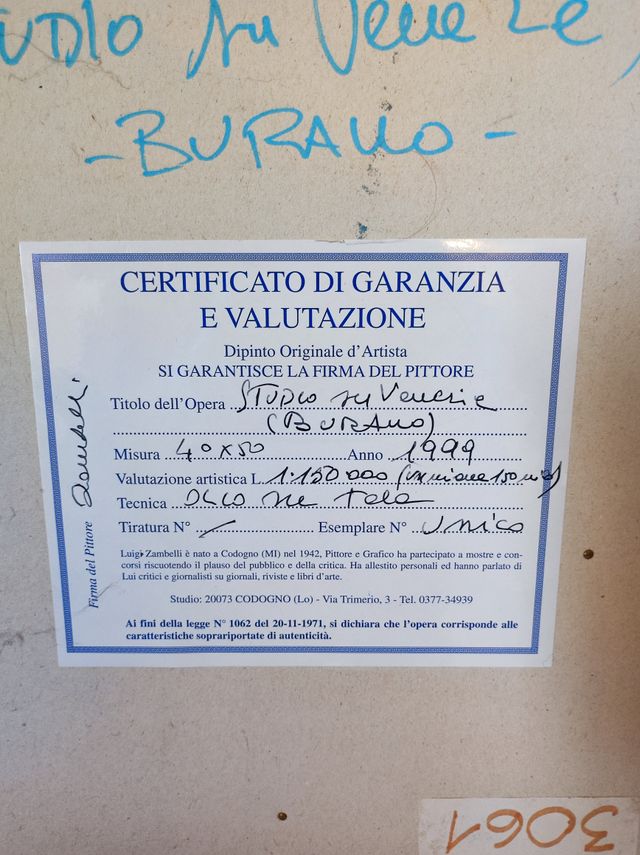 UDIO su Venezie,
- BURANO -
CERTIFICATO DI GARANZIA
E VALUTAZIONE
Dipinto Originale d'Artista
SI GARANTISCE LA FIRMA DEL PITTORE
Titolo dell'Opera STUDIO su Venezie
(BURANO)
Misura 40x50 Anno 1999
Valutazione artistica L. 1.150000 (unmilione150mila)
Tecnica OLIO su tela
Tiratura N° / Esemplare N° Unico
Luigi Zambelli è nato a Codogno (MI) nel 1942, Pittore e Grafico ha partecipato a mostre e con-
corsi riscuotendo il plauso del pubblico e della critica. Ha allestito personali ed hanno parlato di
Lui critici e giornalisti su giornali, riviste e libri d'arte.
Studio: 20073 CODOGNO (Lo) - Via Trimerio, 3 - Tel. 0377-34939
Ai fini della legge N° 1062 del 20-11-1971, si dichiara che l'opera corrisponde alle
caratteristiche soprariportate di autenticità.
Firma del Pittore Zambelli
3061